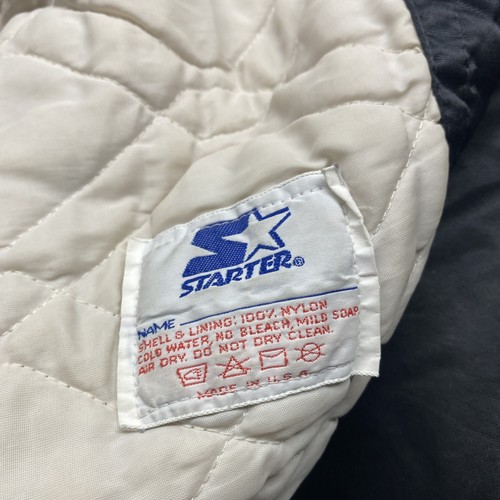 STARTER®
NAME
SHELL & LINING: 100% NYLON
COLD WATER, NO BLEACH, MILD SOAP
AIR DRY. DO NOT DRY CLEAN.
MADE IN U.S.A.